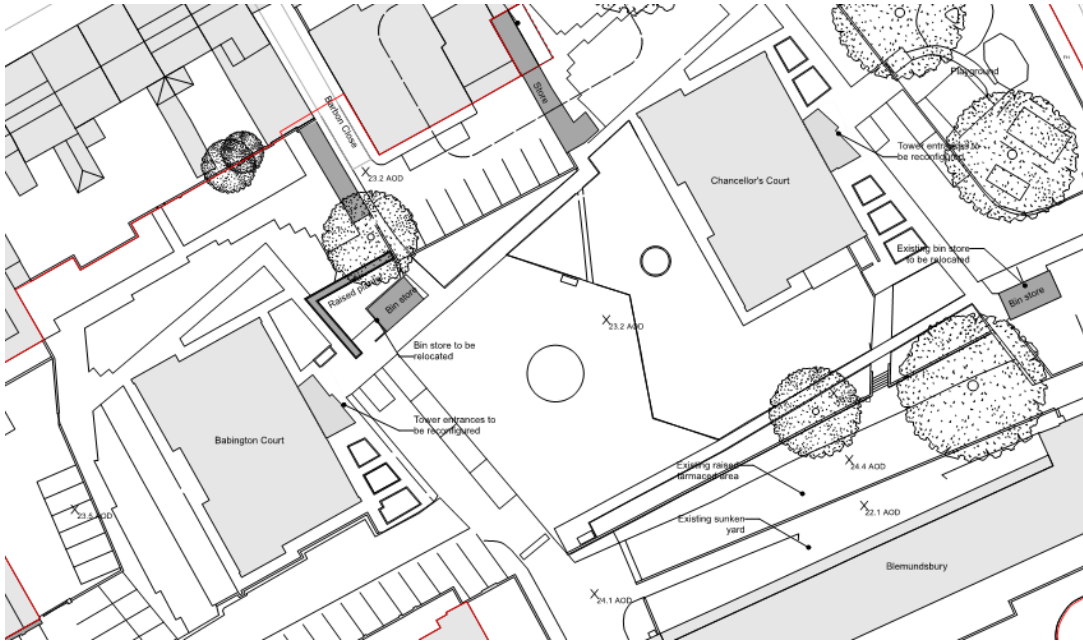 Barbon Close
Store
Playground
23.2 AOD
Tower entrances to
be reconfigured
Chancellor's Court
Existing bin store
to be relocated
Raised planter
Bin store
Bin store
23.2 AOD
Bin store to be
relocated
Tower entrances to
be reconfigured
Babington Court
24.4 AOD
Existing raised
tarmaced area
22.1 AOD
23.5 AOD
Existing sunken
yard
Blemundsbury
24.1 AOD